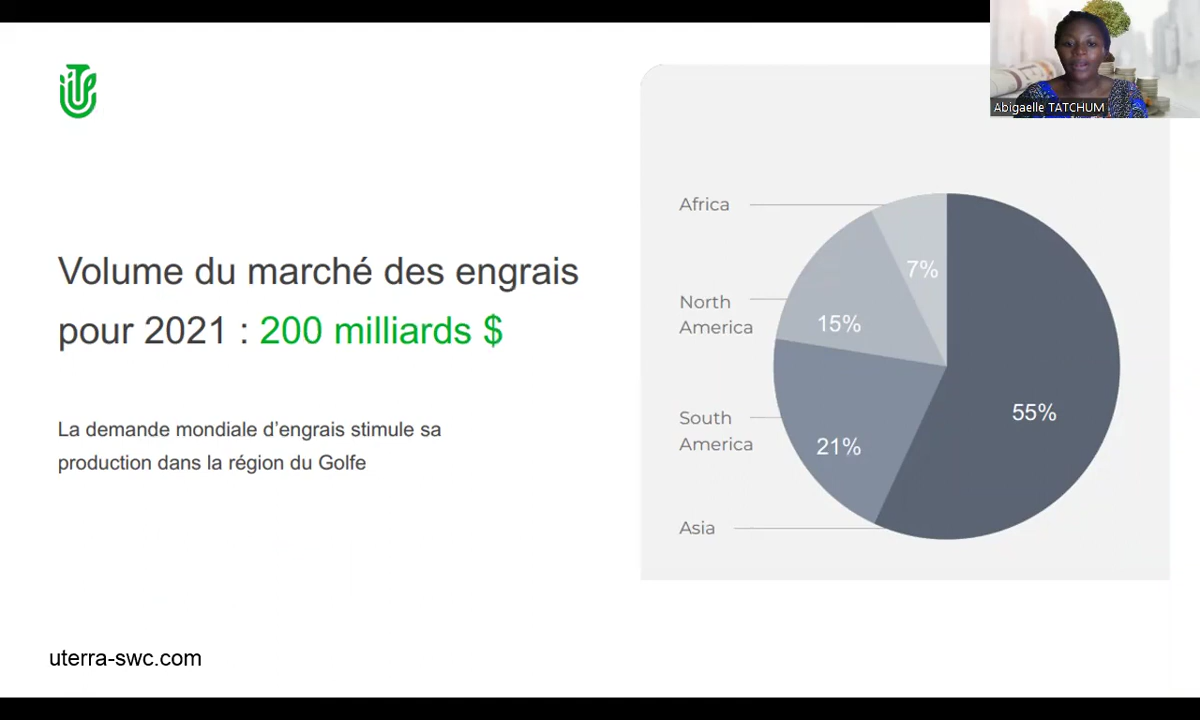 Abigaelle TATCHUM
Volume du marché des engrais
pour 2021 : 200 milliards $
La demande mondiale d'engrais stimule sa
production dans la région du Golfe
Africa
North
America
South
America
Asia
7%
15%
21%
55%
uterra-swc.com